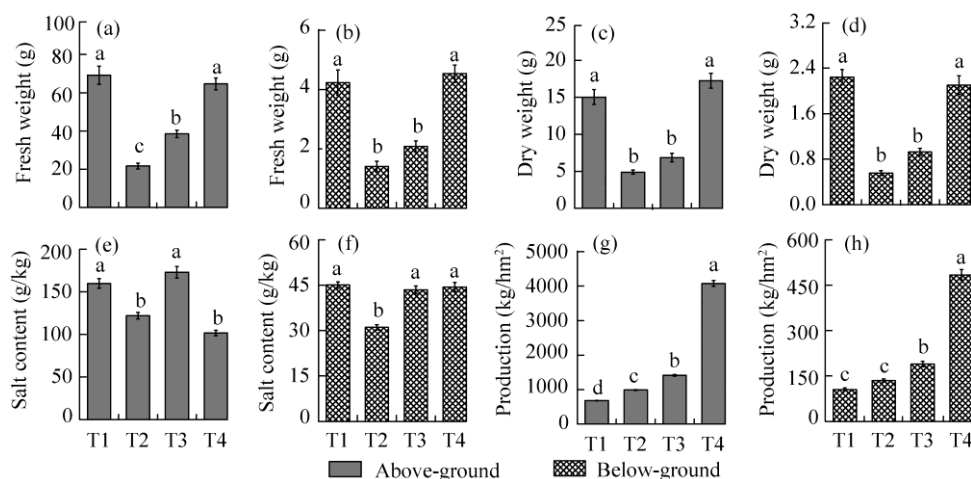 (a)
Fresh weight (g)
100
80
60
40
20
0
a
c
b
a
(b)
Fresh weight (g)
6
4
2
0
a
b
b
a
(c)
Dry weight (g)
25
20
15
10
5
0
a
b
b
a
(d)
Dry weight (g)
3.2
2.4
1.6
0.8
0.0
a
b
b
a
(e)
Salt content (g/kg)
200
150
100
50
0
a
b
a
b
T1 T2 T3 T4
(f)
Salt content (g/kg)
60
45
30
15
0
a
b
a
a
T1 T2 T3 T4
(g)
Production (kg/hm²)
5000
4000
3000
2000
1000
0
d
c
b
a
T1 T2 T3 T4
(h)
Production (kg/hm²)
600
450
300
150
0
c
c
b
a
T1 T2 T3 T4
Above-ground Below-ground